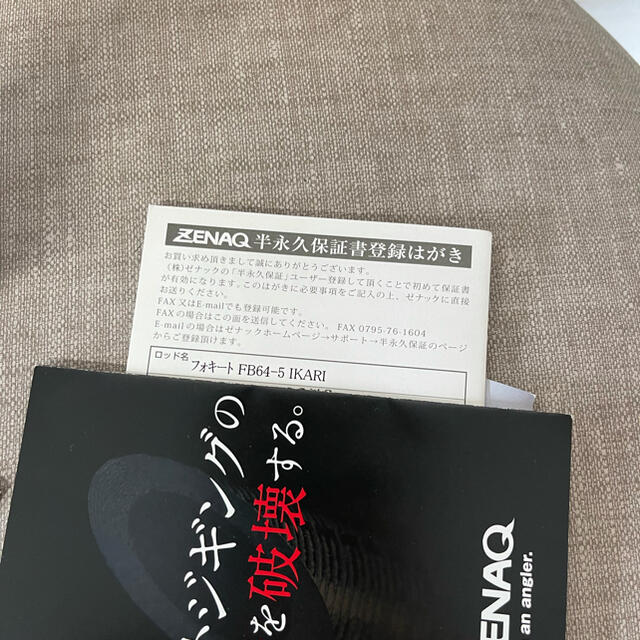 ZENAQ 半永久保証書登録はがき
お買い求め頂きまして誠にありがとうございます。
(株)ゼナックの「半永久保証」ユーザー登録して頂くことで初めて保証書
が有効になります。このはがきに必要事項をご記入の上、ゼナックに直接
お送りください。
FAX又はE-mailでも登録可能です。
FAXの場合はこの面を送信してください。 FAX 0795-76-1604
E-mailの場合はゼナックホームページ→サポート→半永久保証のページ
からご登録頂けます。
ロッド名
フォキート FB64-5 IKARI
ジギングの
を破壊する。
ZENAQ
an angler.